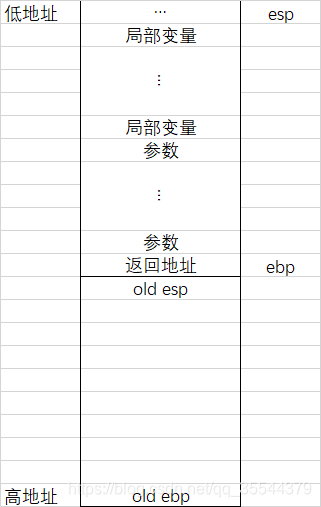 低地址 … esp
局部变量
⋮
局部变量
参数
⋮
参数
返回地址 ebp
old esp
https://blog.csdn.net/qq_35544379
高地址 old ebp